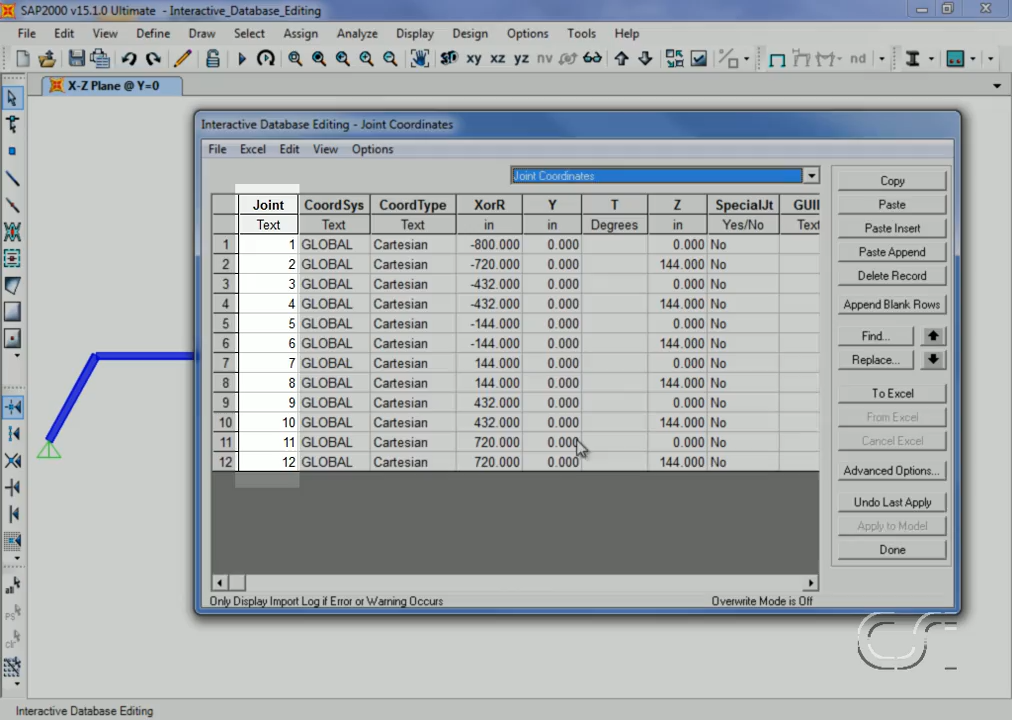 SAP2000 v15.1.0 Ultimate - Interactive_Database_Editing
File Edit View Define Draw Select Assign Analyze Display Design Options Tools Help
3D xy xz yz nv nd
X-Z Plane @ Y=0
Interactive Database Editing - Joint Coordinates
File Excel Edit View Options
Joint Coordinates
Joint CoordSys CoordType XorR Y T Z SpecialJt GUI
Text Text Text in in Degrees in Yes/No Text
1 1 GLOBAL Cartesian -800.000 0.000 0.000 No
2 2 GLOBAL Cartesian -720.000 0.000 144.000 No
3 3 GLOBAL Cartesian -432.000 0.000 0.000 No
4 4 GLOBAL Cartesian -432.000 0.000 144.000 No
5 5 GLOBAL Cartesian -144.000 0.000 0.000 No
6 6 GLOBAL Cartesian -144.000 0.000 144.000 No
7 7 GLOBAL Cartesian 144.000 0.000 0.000 No
8 8 GLOBAL Cartesian 144.000 0.000 144.000 No
9 9 GLOBAL Cartesian 432.000 0.000 0.000 No
10 10 GLOBAL Cartesian 432.000 0.000 144.000 No
11 11 GLOBAL Cartesian 720.000 0.000 0.000 No
12 12 GLOBAL Cartesian 720.000 0.000 144.000 No
Copy
Paste
Paste Insert
Paste Append
Delete Record
Append Blank Rows
Find...
Replace...
To Excel
From Excel
Cancel Excel
Advanced Options...
Undo Last Apply
Apply to Model
Done
Only Display Import Log if Error or Warning Occurs
Overwrite Mode is Off
all
PS
clr
Interactive Database Editing